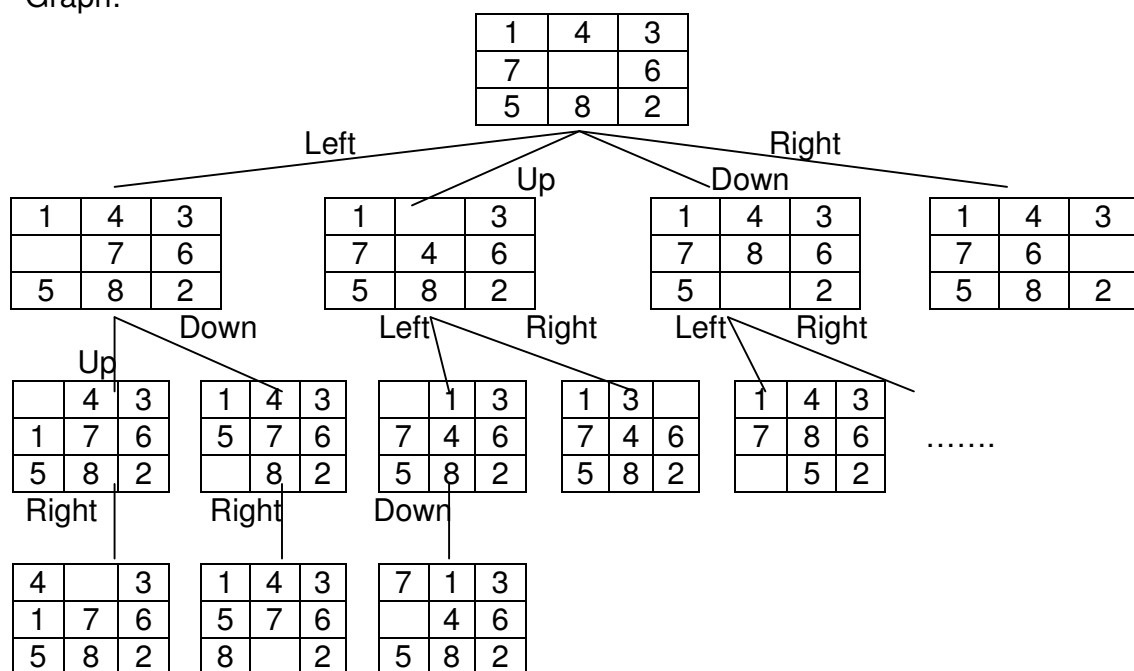 Graph:
1 4 3
7 6
5 8 2
Left Right
Up Down
1 4 3 1 3 1 4 3 1 4 3
7 6 7 4 6 7 8 6 7 6
5 8 2 5 8 2 5 2 5 8 2
Down Left Right Left Right
Up
4 3 1 4 3 1 3 1 3 1 4 3
1 7 6 5 7 6 7 4 6 7 4 6 7 8 6 …….
5 8 2 8 2 5 8 2 5 8 2 5 2
Right Right Down
4 3 1 4 3 7 1 3
1 7 6 5 7 6 4 6
5 8 2 8 2 5 8 2